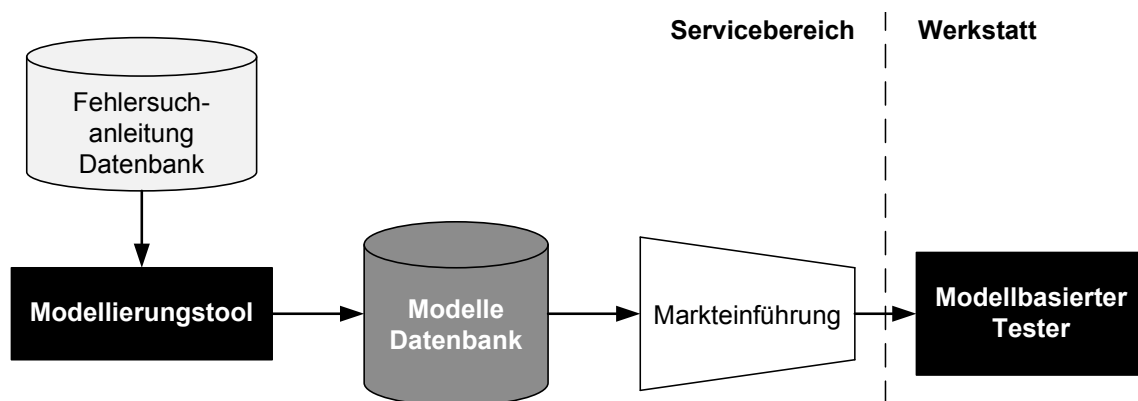 Servicebereich
Werkstatt
Fehlersuch-
anleitung
Datenbank
Modellierungstool
Modelle
Datenbank
Markteinführung
Modellbasierter
Tester